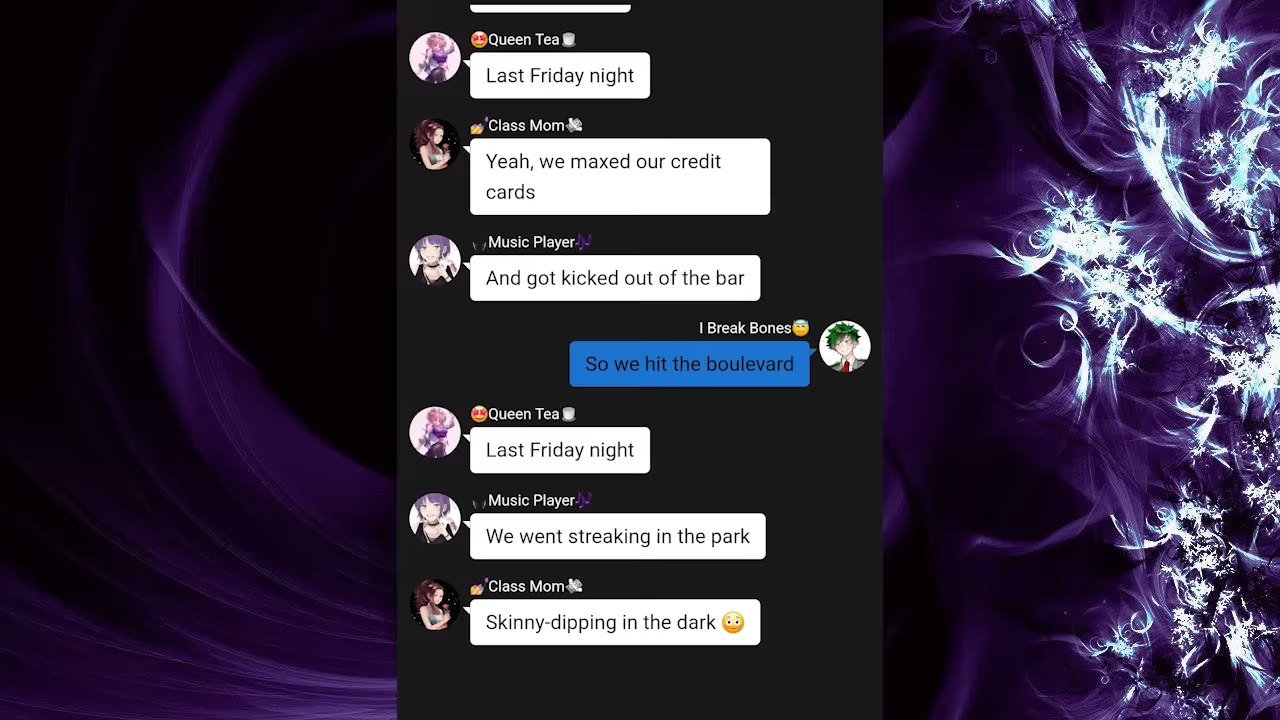 🤩Queen Tea🍵
Last Friday night
💅Class Mom💸
Yeah, we maxed our credit
cards
🎧Music Player🎶
And got kicked out of the bar
I Break Bones😇
So we hit the boulevard
🤩Queen Tea🍵
Last Friday night
🎧Music Player🎶
We went streaking in the park
💅Class Mom💸
Skinny-dipping in the dark 😳